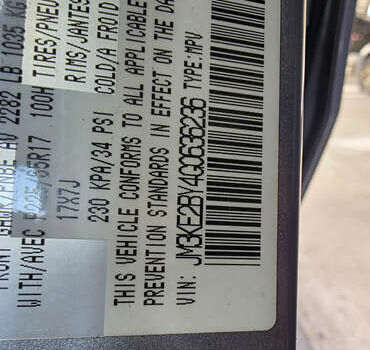 FRONT GEAWR/PNBE AV 2282 LB 1035 KG
WITH/AVEC P225/65R17 100H TIRES/PNEU
17X7J RIMS/JANTES
230 KPA/34 PSI COLD/A FROID
THIS VEHICLE CONFORMS TO ALL APPLICABLE
PREVENTION STANDARDS IN EFFECT ON THE DA
VIN: JM3KE2BY4G0636236 TYPE: MPV